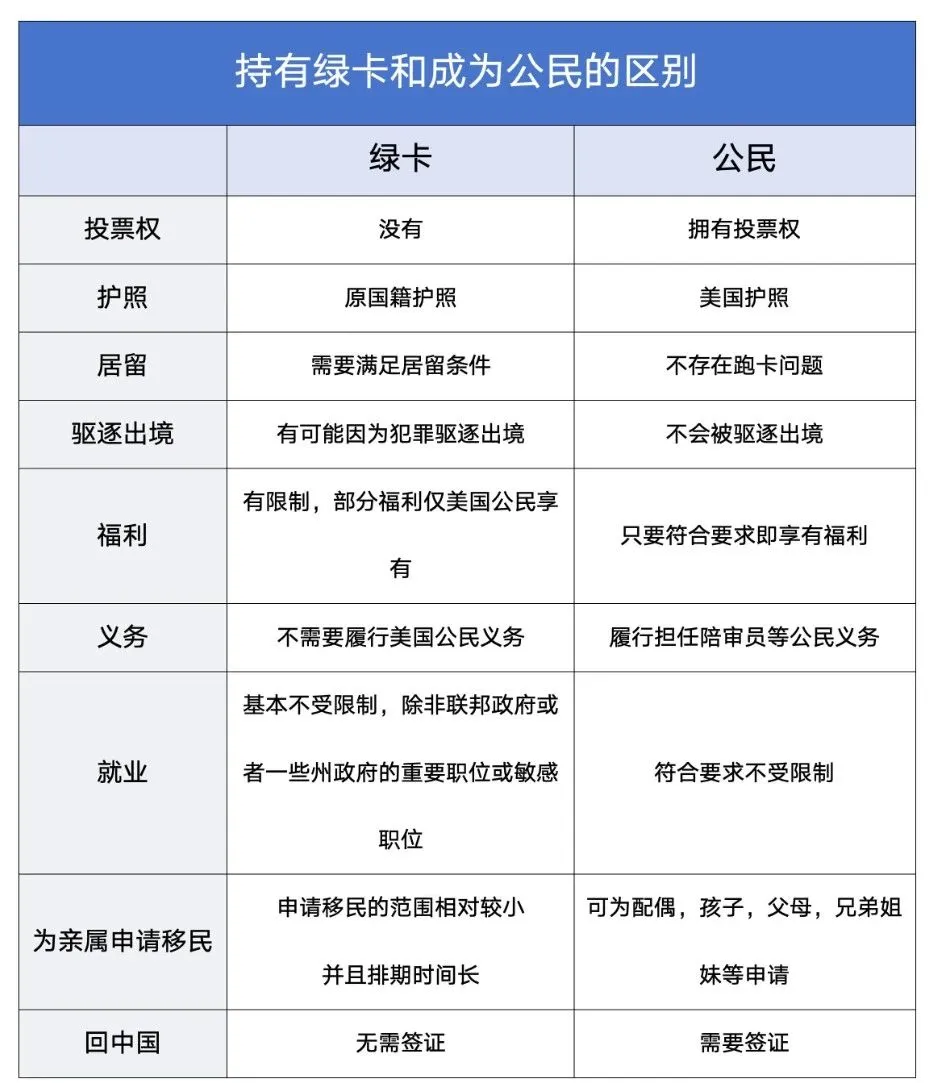 持有绿卡和成为公民的区别
绿卡 公民
投票权 没有 拥有投票权
护照 原国籍护照 美国护照
居留 需要满足居留条件 不存在跑卡问题
驱逐出境 有可能因为犯罪驱逐出境 不会被驱逐出境
福利 有限制，部分福利仅美国公民享
有 只要符合要求即享有福利
义务 不需要履行美国公民义务 履行担任陪审员等公民义务
就业 基本不受限制，除非联邦政府或
者一些州政府的重要职位或敏感
职位 符合要求不受限制
为亲属申请移民 申请移民的范围相对较小
并且排期时间长 可为配偶，孩子，父母，兄弟姐
妹等申请
回中国 无需签证 需要签证